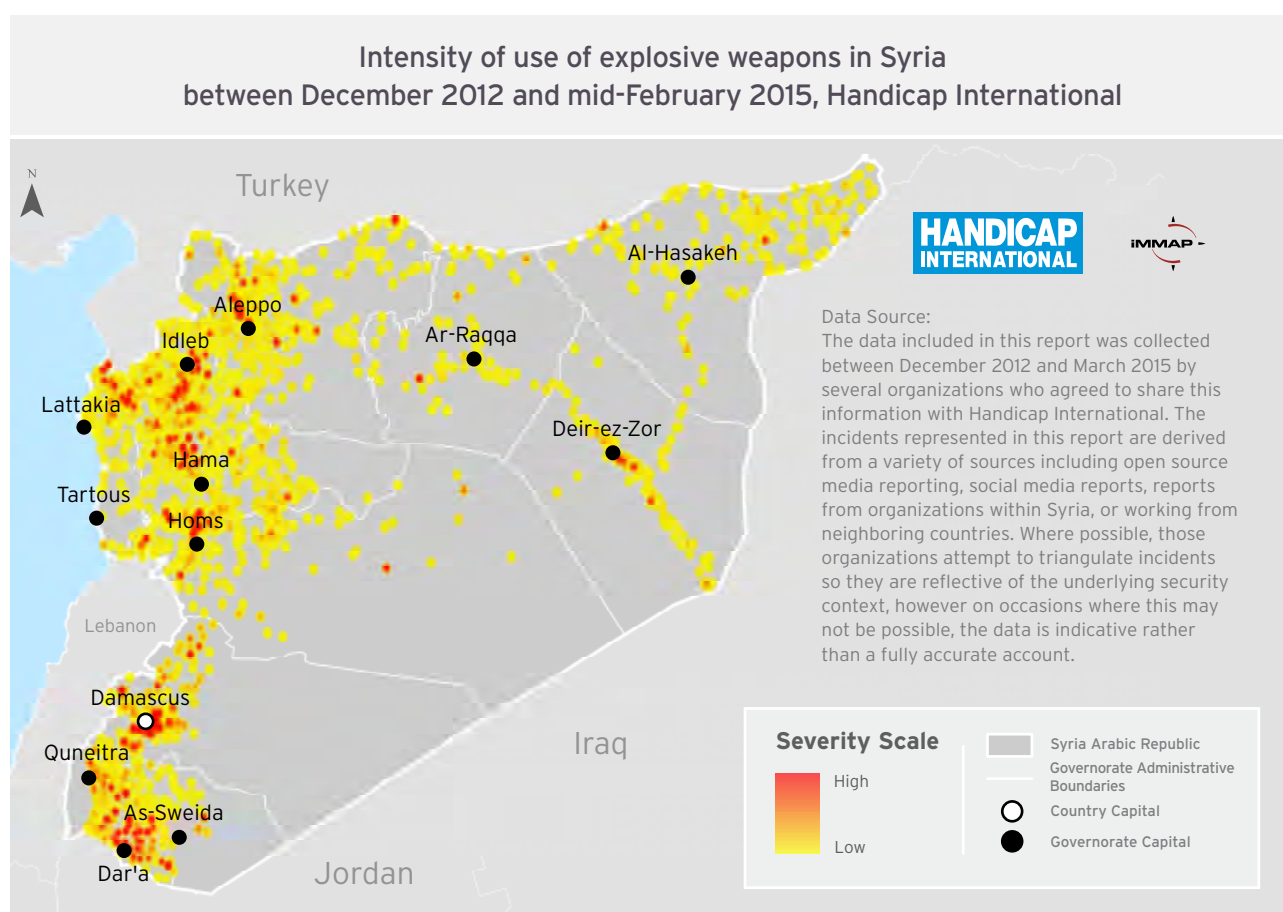 Intensity of use of explosive weapons in Syria
between December 2012 and mid-February 2015, Handicap International
N
Turkey
HANDICAP
INTERNATIONAL
iMMAP
Al-Hasakeh
Aleppo
Idleb
Ar-Raqqa
Lattakia
Deir-ez-Zor
Hama
Tartous
Homs
Lebanon
Damascus
Quneitra
Iraq
As-Sweida
Dar'a
Jordan
Data Source:
The data included in this report was collected
between December 2012 and March 2015 by
several organizations who agreed to share this
information with Handicap International. The
incidents represented in this report are derived
from a variety of sources including open source
media reporting, social media reports, reports
from organizations within Syria, or working from
neighboring countries. Where possible, those
organizations attempt to triangulate incidents
so they are reflective of the underlying security
context, however on occasions where this may
not be possible, the data is indicative rather
than a fully accurate account.
Severity Scale
High
Low
Syria Arabic Republic
Governorate Administrative
Boundaries
Country Capital
Governorate Capital